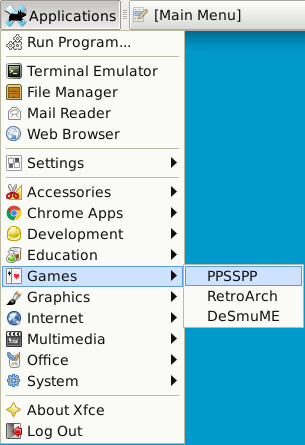 Applications
[Main Menu]
Run Program...
Terminal Emulator
File Manager
Mail Reader
Web Browser
Settings
Accessories
Chrome Apps
Development
Education
Games
PPSSPP
RetroArch
DeSmuME
Graphics
Internet
Multimedia
Office
System
About Xfce
Log Out